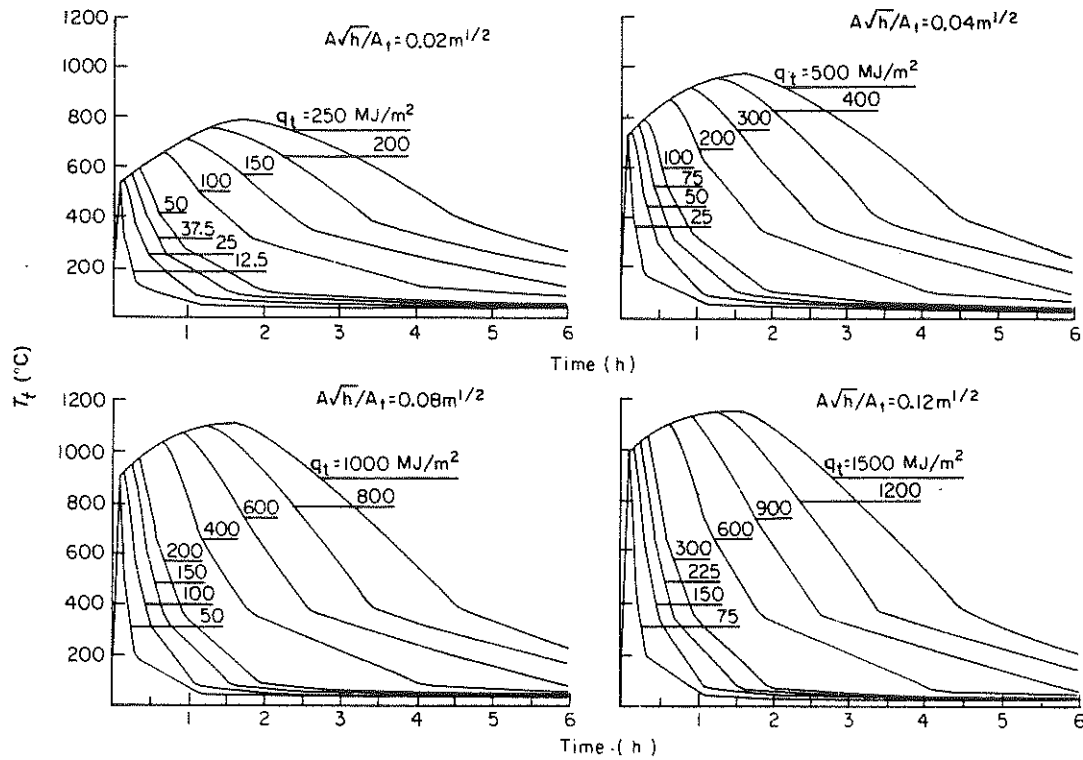 A√h/A_t = 0.02 m^1/2
1200
1000
800
600
400
200
q_t = 250 MJ/m²
200
150
100
50
37.5
25
12.5
1 2 3 4 5 6
A√h/A_t = 0.04 m^1/2
q_t = 500 MJ/m²
400
300
200
100
75
50
25
1 2 3 4 5 6
Time (h)
T_t (°C)
A√h/A_t = 0.08 m^1/2
1200
1000
800
600
400
200
q_t = 1000 MJ/m²
800
600
400
200
150
100
50
0 1 2 3 4 5 6
A√h/A_t = 0.12 m^1/2
q_t = 1500 MJ/m²
1200
900
600
300
225
150
75
1 2 3 4 5 6
Time (h)